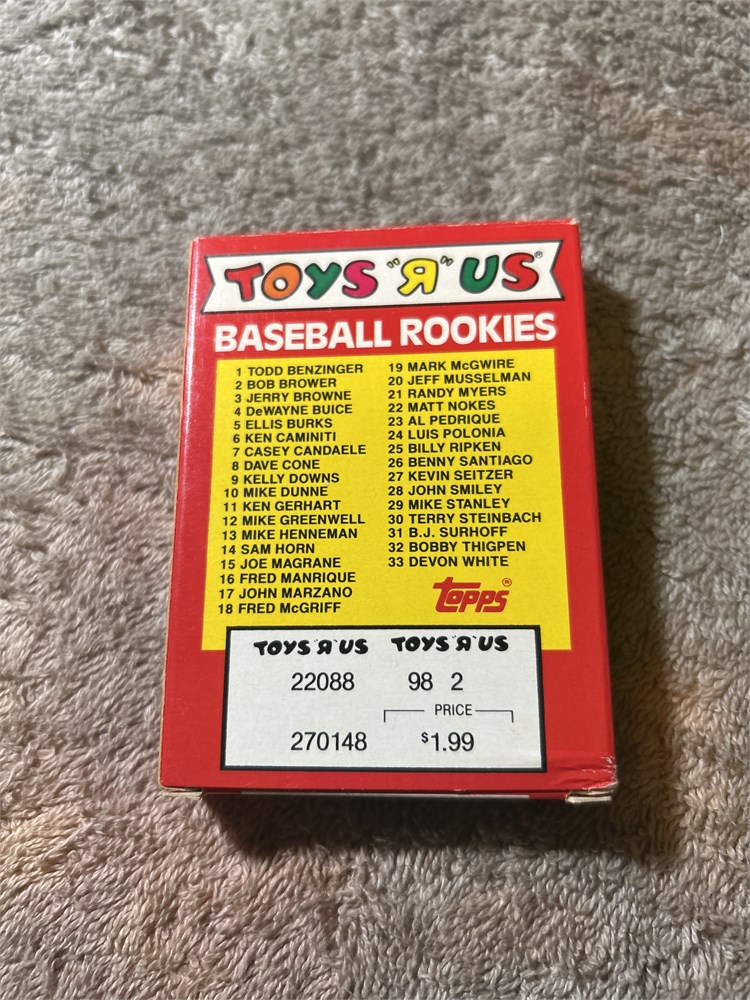 TOYS "R" US®
BASEBALL ROOKIES
1 TODD BENZINGER
2 BOB BROWER
3 JERRY BROWNE
4 DeWAYNE BUICE
5 ELLIS BURKS
6 KEN CAMINITI
7 CASEY CANDAELE
8 DAVE CONE
9 KELLY DOWNS
10 MIKE DUNNE
11 KEN GERHART
12 MIKE GREENWELL
13 MIKE HENNEMAN
14 SAM HORN
15 JOE MAGRANE
16 FRED MANRIQUE
17 JOHN MARZANO
18 FRED McGRIFF
19 MARK McGWIRE
20 JEFF MUSSELMAN
21 RANDY MYERS
22 MATT NOKES
23 AL PEDRIQUE
24 LUIS POLONIA
25 BILLY RIPKEN
26 BENNY SANTIAGO
27 KEVIN SEITZER
28 JOHN SMILEY
29 MIKE STANLEY
30 TERRY STEINBACH
31 B.J. SURHOFF
32 BOBBY THIGPEN
33 DEVON WHITE
topps®
TOYS "R" US TOYS "R" US
22088 98 2
PRICE
270148 $1.99